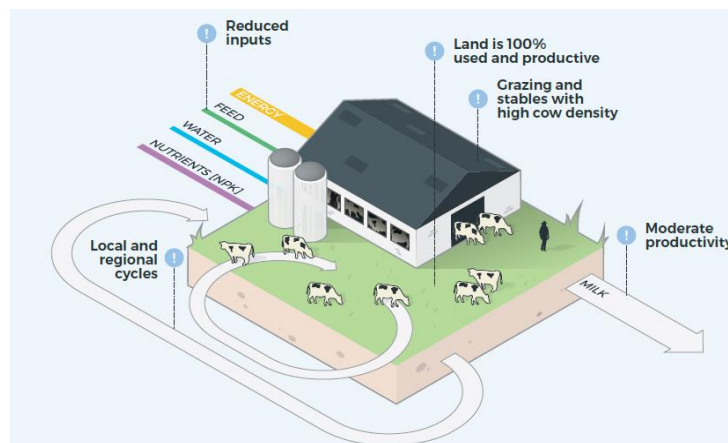 Reduced
inputs
Land is 100%
used and productive
Grazing and
stables with
high cow density
ENERGY
FEED
WATER
NUTRIENTS [NPK]
Local and
regional
cycles
Moderate
productivity
MILK